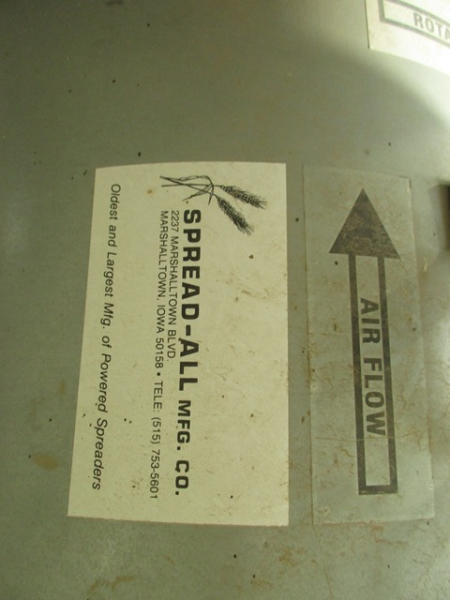 SPREAD-ALL MFG. CO.
2237 MARSHALLTOWN BLVD.
MARSHALLTOWN, IOWA 50158 • TELE: (515) 753-5601
Oldest and Largest Mfg. of Powered Spreaders
AIR FLOW